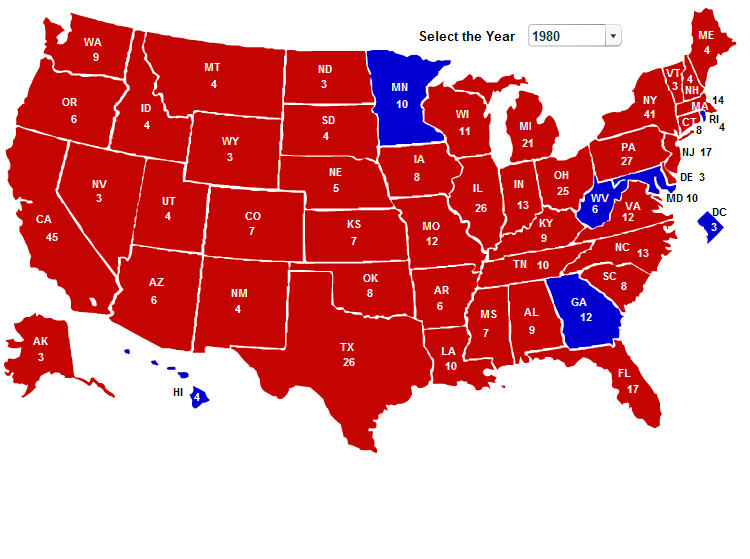 Select the Year 1980
WA
9
OR
6
ID
4
MT
4
ND
3
SD
4
MN
10
WI
11
MI
21
WY
3
NE
5
IA
8
NV
3
UT
4
CO
7
KS
7
MO
12
IL
26
IN
13
OH
25
KY
9
CA
45
AZ
6
NM
4
OK
8
AR
6
TX
26
LA
10
MS
7
AL
9
GA
12
FL
17
TN 10
NC 13
SC 8
VA
12
WV
6
PA
27
NY
41
VT
3
4
NH
ME
4
MA 14
CT
8
RI
4
NJ 17
DE 3
MD 10
DC
3
AK
3
HI 4